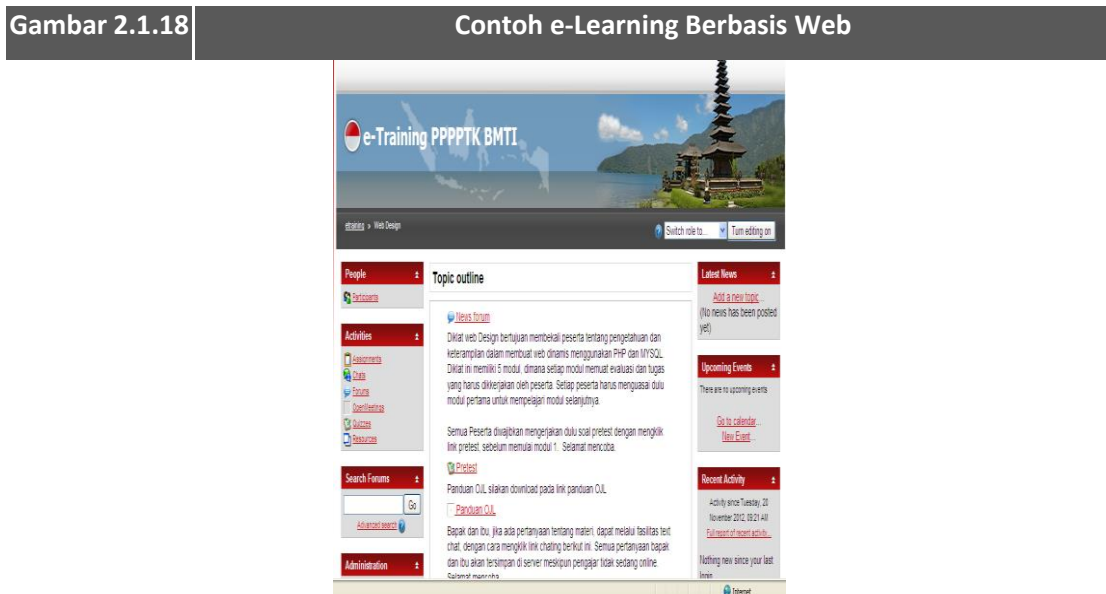 Gambar 2.1.18
Contoh e-Learning Berbasis Web
e-Training PPPPTK BMTI
etraining » Web Design
Switch role to...
Turn editing on
People
Participants
Activities
Assignments
Chats
Forums
OpenMeetings
Quizzes
Resources
Search Forums
Go
Advanced search
Administration
Topic outline
News forum
Diklat web Design bertujuan membekali peserta tentang pengetahuan dan
keterampilan dalam membuat web dinamis menggunakan PHP dan MYSQL.
Diklat ini memiliki 5 modul, dimana setiap modul memuat evaluasi dan tugas
yang harus dikkerjakan oleh peserta. Setiap peserta harus menguasai dulu
modul pertama untuk mempelajari modul selanjutnya.
Semua Peserta diwajibkan mengerjakan dulu soal pretest dengan mengklik
link pretest, sebelum memulai modul 1. Selamat mencoba.
Pretest
Panduan OJL silakan download pada link panduan OJL
Panduan OJL
Bapak dan Ibu, jika ada pertanyaan tentang materi, dapat melalui fasilitas text
chat, dengan cara mengklik link chating berikut ini. Semua pertanyaan bapak
dan ibu akan tersimpan di server meskipun pengajar tidak sedang online.
Selamat mencoba
Latest News
Add a new topic...
(No news has been posted
yet)
Upcoming Events
There are no upcoming events
Go to calendar...
New Event...
Recent Activity
Activity since Tuesday, 20
November 2012, 09:21 AM
Full report of recent activity...
Nothing new since your last
login
Internet